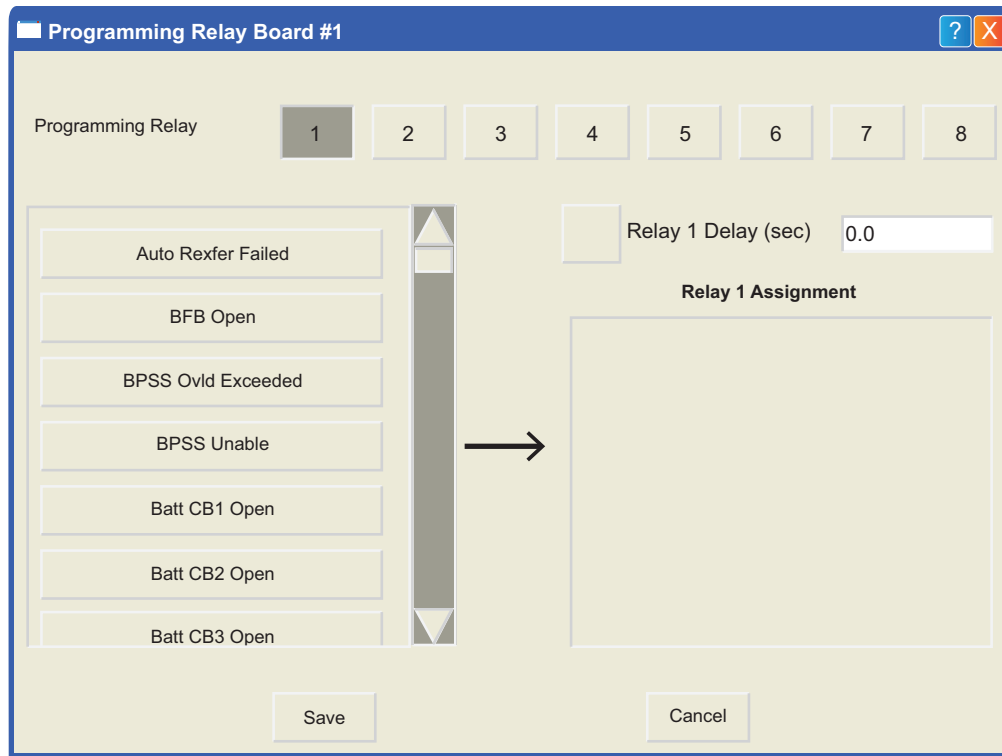 Programming Relay Board #1
? X
Programming Relay 1 2 3 4 5 6 7 8
Relay 1 Delay (sec) 0.0
Relay 1 Assignment
Auto Rexfer Failed
BFB Open
BPSS Ovld Exceeded
BPSS Unable
Batt CB1 Open
Batt CB2 Open
Batt CB3 Open
Save Cancel